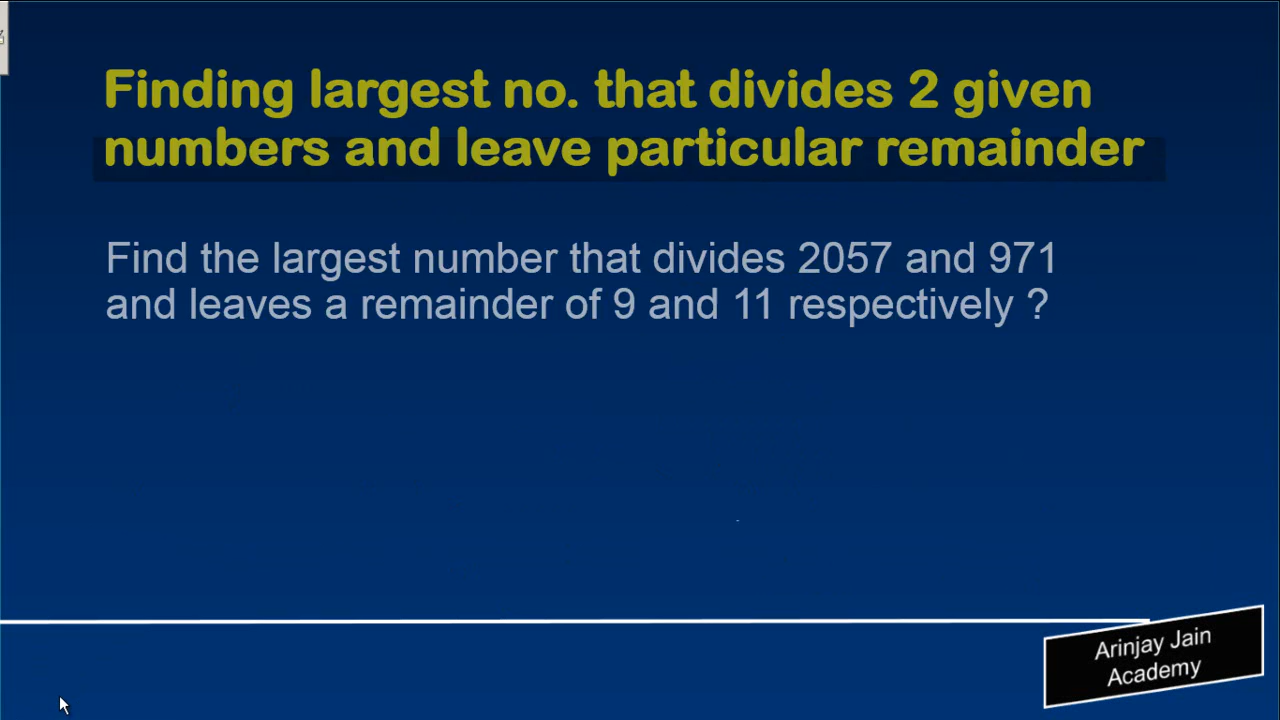 Finding largest no. that divides 2 given
numbers and leave particular remainder
Find the largest number that divides 2057 and 971
and leaves a remainder of 9 and 11 respectively ?
Arinjay Jain
Academy